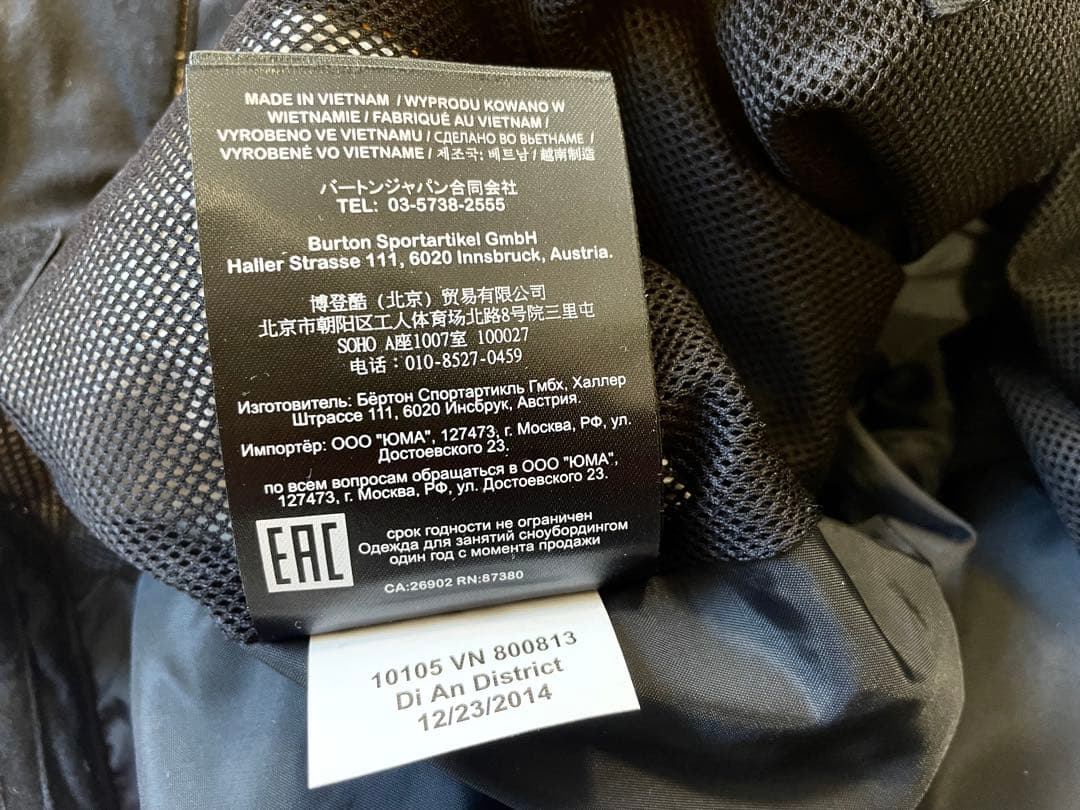 MADE IN VIETNAM / WYPRODU KOWANO W
WIETNAMIE / FABRIQUÉ AU VIETNAM /
VYROBENO VE VIETNAMU / СДЕЛАНО ВО ВЬЕТНАМЕ /
VYROBENÉ VO VIETNAME / 제조국: 베트남 / 越南制造
バートンジャパン合同会社
TEL: 03-5738-2555
Burton Sportartikel GmbH
Haller Strasse 111, 6020 Innsbruck, Austria.
博登酷（北京）贸易有限公司
北京市朝阳区工人体育场北路8号院三里屯
SOHO A座1007室 100027
电话：010-8527-0459
Изготовитель: Бёртон Спортартикль Гмбх, Халлер
Штрассе 111, 6020 Инсбрук, Австрия.
Импортёр: ООО "ЮМА", 127473, г. Москва, РФ, ул.
Достоевского 23.
по всем вопросам обращаться в ООО "ЮМА",
127473, г. Москва, РФ, ул. Достоевского 23.
EAC
срок годности не ограничен
Одежда для занятий сноубордингом
один год с момента продажи
CA:26902 RN:87380
10105 VN 800813
Di An District
12/23/2014